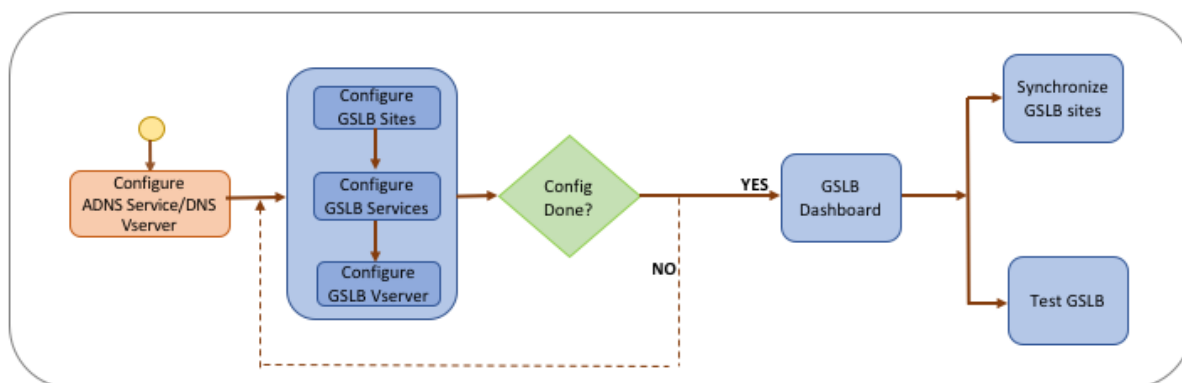 Configure
ADNS Service/DNS
Vserver
Configure
GSLB Sites
Configure
GSLB Services
Configure
GSLB Vserver
Config
Done?
YES
NO
GSLB
Dashboard
Synchronize
GSLB sites
Test GSLB